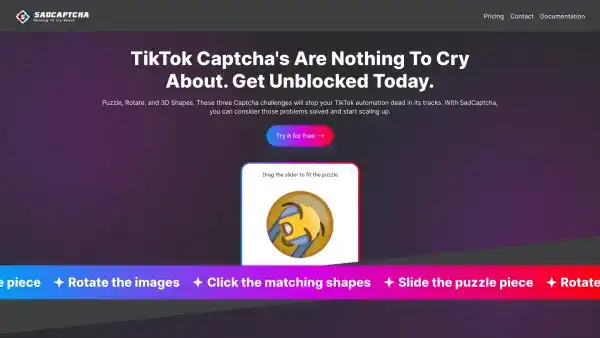 SADCAPTCHA
Nothing To Cry About
Pricing Contact Documentation
TikTok Captcha's Are Nothing To Cry
About. Get Unblocked Today.
Puzzle, Rotate, and 3D Shapes. These three Captcha challenges will stop your TikTok automation dead in its tracks. With SadCaptcha,
you can consider those problems solved and start scaling up.
Try it for free →
Drag the slider to fit the puzzle
e piece ✦ Rotate the images ✦ Click the matching shapes ✦ Slide the puzzle piece ✦ Rotate